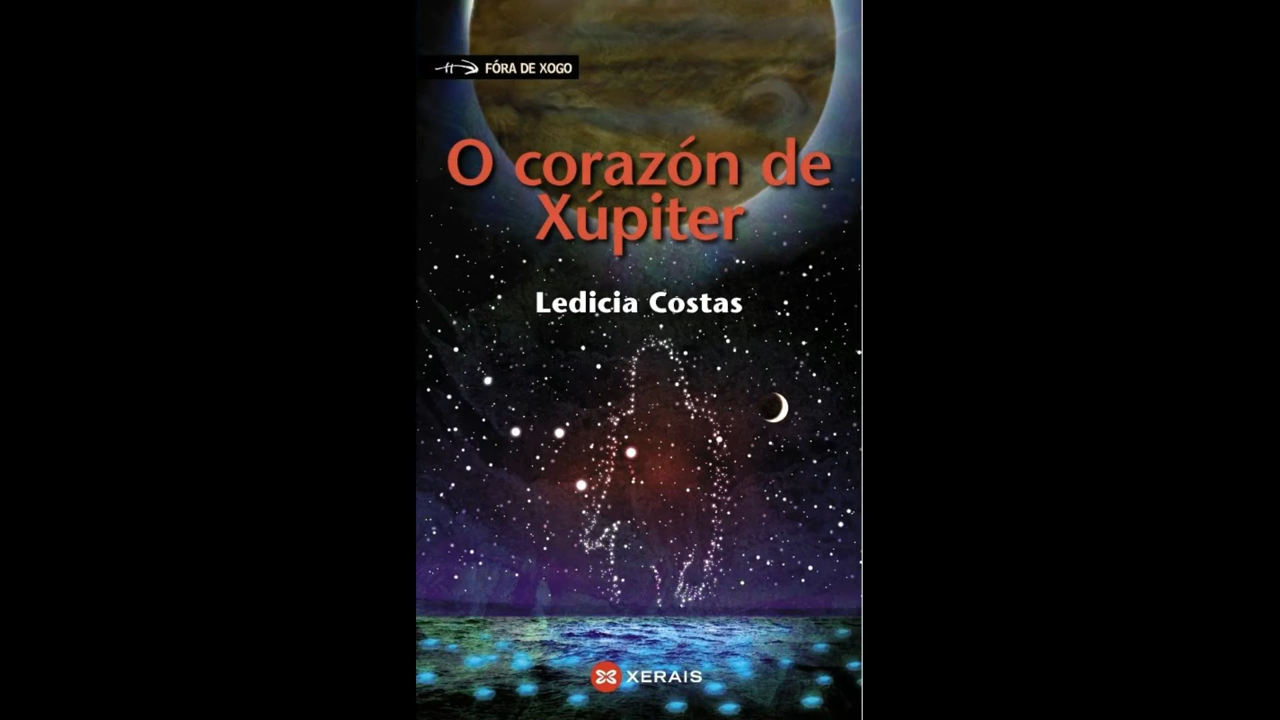 FÓRA DE XOGO
O corazón de
Xúpiter
Ledicia Costas
XERAIS